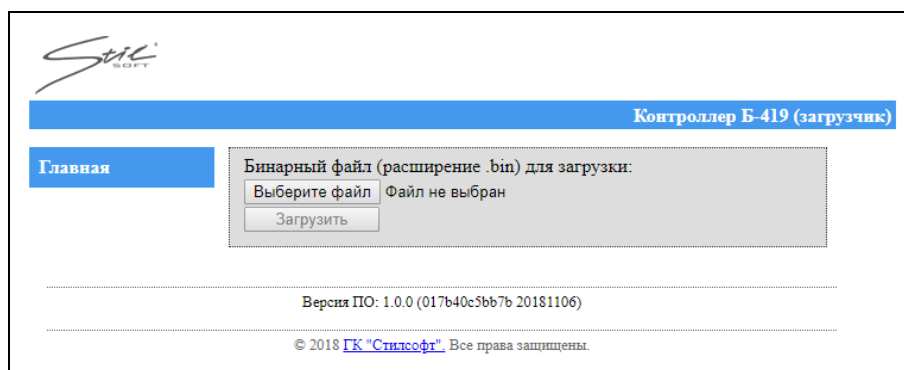 Stil
SOFT
Контроллер Б-419 (загрузчик)
Главная
Бинарный файл (расширение .bin) для загрузки:
Выберите файл Файл не выбран
Загрузить
Версия ПО: 1.0.0 (017b40c5bb7b 20181106)
© 2018 ГК "Стилсофт". Все права защищены.